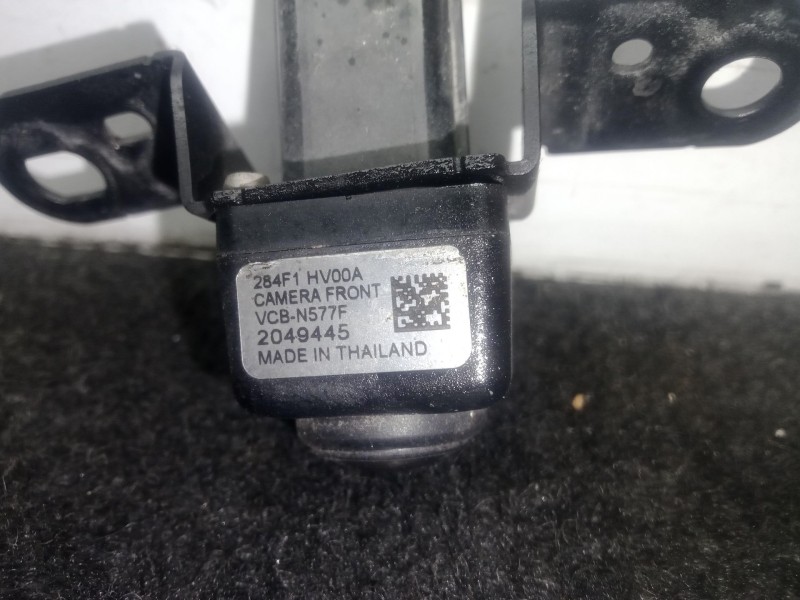 284F1 HV00A
CAMERA FRONT
VCB-N577F
2049445
MADE IN THAILAND